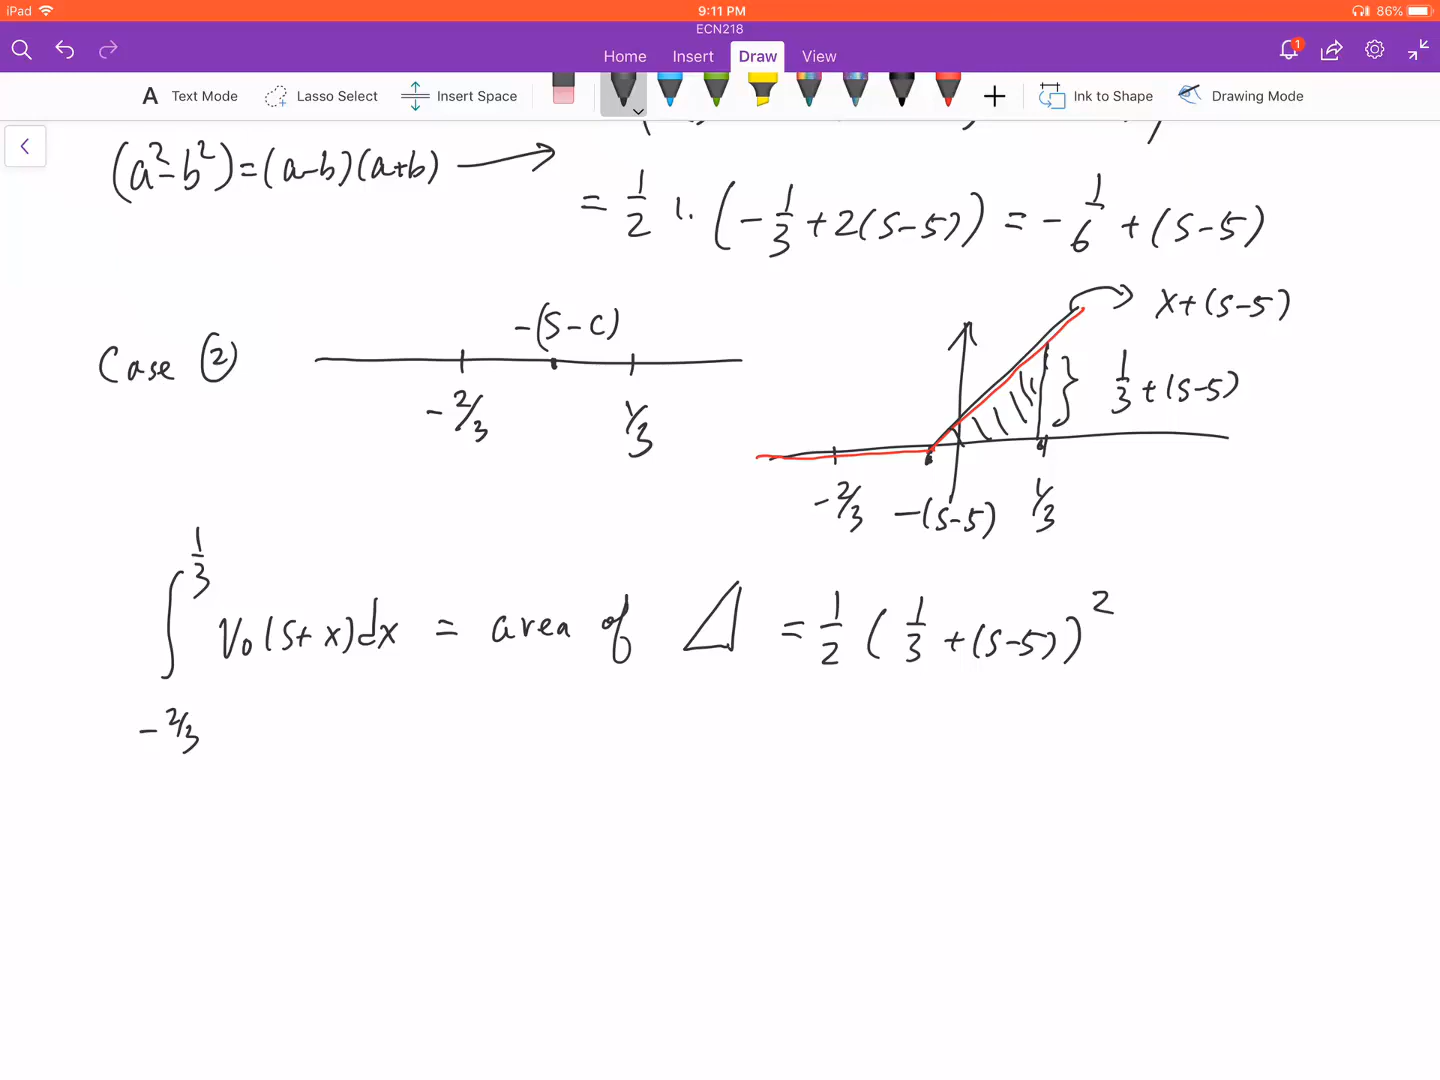 iPad 9:11 PM 86%
ECN218
Home Insert Draw View 1
A Text Mode Lasso Select Insert Space Ink to Shape Drawing Mode
(a²-b²)=(a-b)(a+b)
= 1/2 1. (-1/3+2(S-5)) = -1/6+(S-5)
Case ② -(S-C) X+(S-5)
-2/3 1/3 1/3+(S-5)
-2/3 -(S-5) 1/3
∫_{-2/3}^{1/3} V₀(S+x)dx = area of △ = 1/2(1/3+(S-5))²